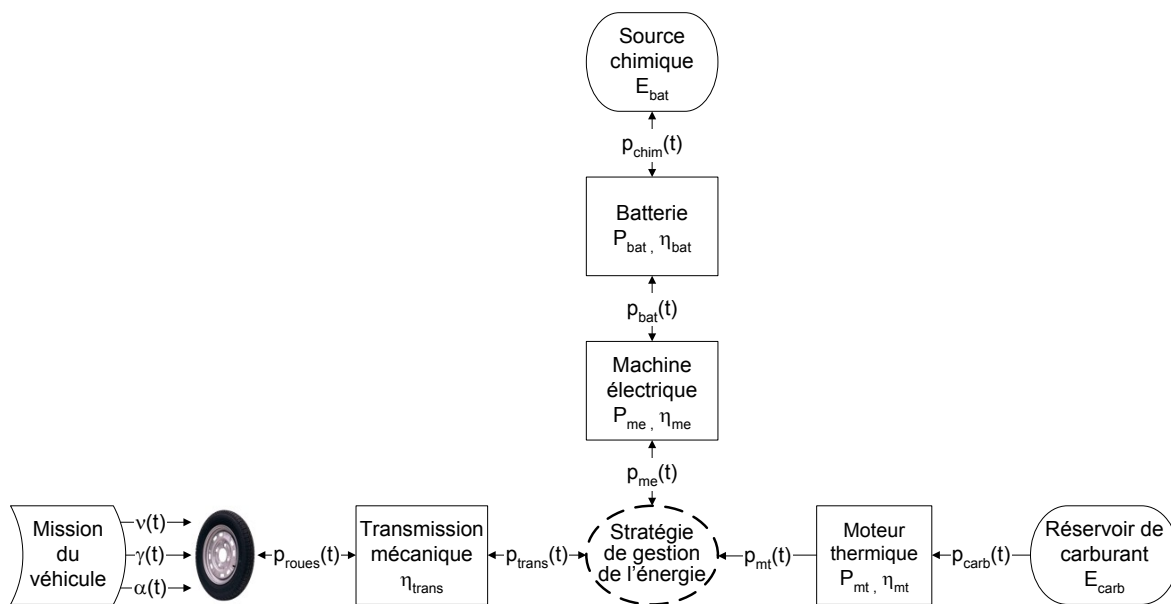 Source
chimique
E_bat
p_chim(t)
Batterie
P_bat , η_bat
p_bat(t)
Machine
électrique
P_me , η_me
p_me(t)
Mission
du
véhicule
ν(t)
γ(t)
α(t)
p_roues(t)
Transmission
mécanique
η_trans
p_trans(t)
Stratégie
de gestion
de l'énergie
p_mt(t)
Moteur
thermique
P_mt , η_mt
p_carb(t)
Réservoir de
carburant
E_carb